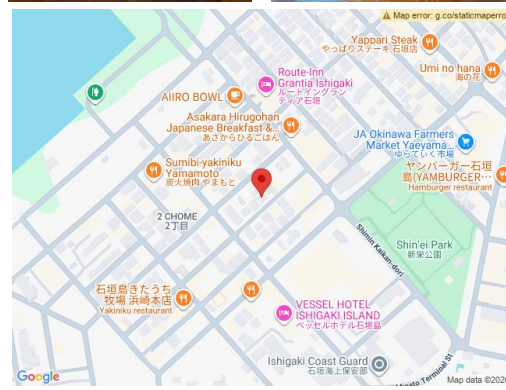 Map error: g.co/staticmaperro
Yappari Steak
やっぱりステーキ 石垣店
Umi no hana
海の花
Route-Inn
Grantia Ishigaki
ルートイングラン
ティア石垣
AIIRO BOWL
Asakara Hirugohan
Japanese Breakfast &...
あさからひるごはん
JA Okinawa Farmers
Market Yaeyama...
ゆらてぃく市場
Sumibi-yakiniku
Yamamoto
炭火焼肉 やまもと
ヤンバーガー石垣
島(YAMBURGER...
Hamburger restaurant
2 CHOME
2丁目
Shimin Kaikan-dori
Shin'ei Park
新栄公園
石垣島きたうち
牧場 浜崎本店
Yakiniku restaurant
VESSEL HOTEL
ISHIGAKI ISLAND
ベッセルホテル石垣島
Ishigaki Coast Guard
石垣海上保安部
Minato Terminal St
Google
Map data ©2026